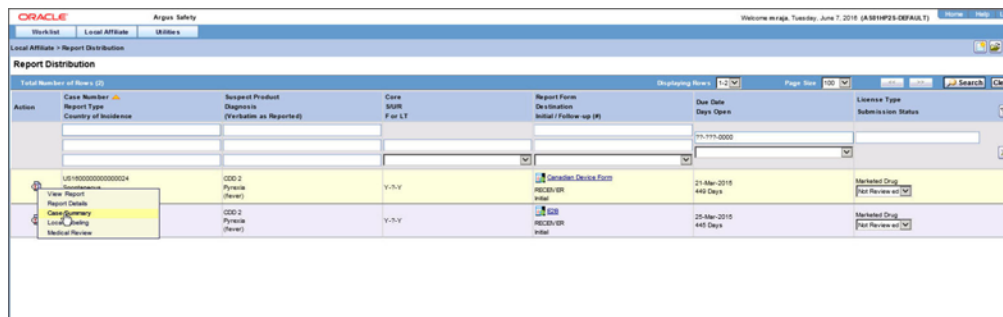 ORACLE Argus Safety Welcome mraja, Tuesday, June 7, 2016 (AS81HP2S-DEFAULT) Home Help
Worklist Local Affiliate Utilities
Local Affiliate > Report Distribution
Report Distribution
Total Number of Rows (2) Displaying Rows 1-2 Page Size 100 << >> Search Cle
Action
Case Number
Report Type
Country of Incidence
Suspect Product
Diagnosis
(Verbatim as Reported)
Core
S/U/R
F or LT
Report Form
Destination
Initial / Follow-up (#)
Due Date
Days Open
License Type
Submission Status
??-???-0000
Spontaneous
CDD 2
Pyrexia
(fever)
Y-?-Y
Canadian Device Form
RECEIVER
Initial
21-Mar-2015
449 Days
Marketed Drug
Not Reviewed
View Report
Report Details
Case Summary
Local Labeling
Medical Review
CDD 2
Pyrexia
(fever)
Y-?-Y
E2B
RECEIVER
Initial
25-Mar-2015
445 Days
Marketed Drug
Not Reviewed